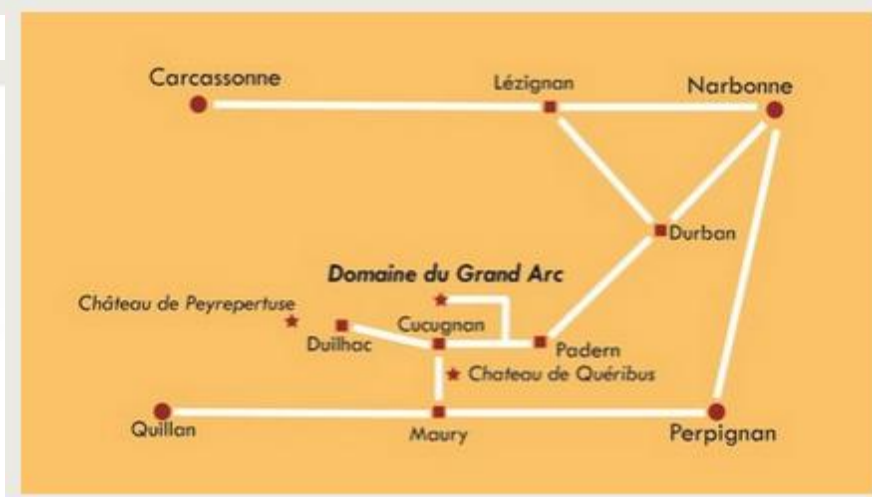 Carcassonne
Lézignan
Narbonne
Durban
Domaine du Grand Arc
Château de Peyrepertuse
Cucugnan
Duilhac
Padern
Chateau de Quéribus
Quillan
Maury
Perpignan